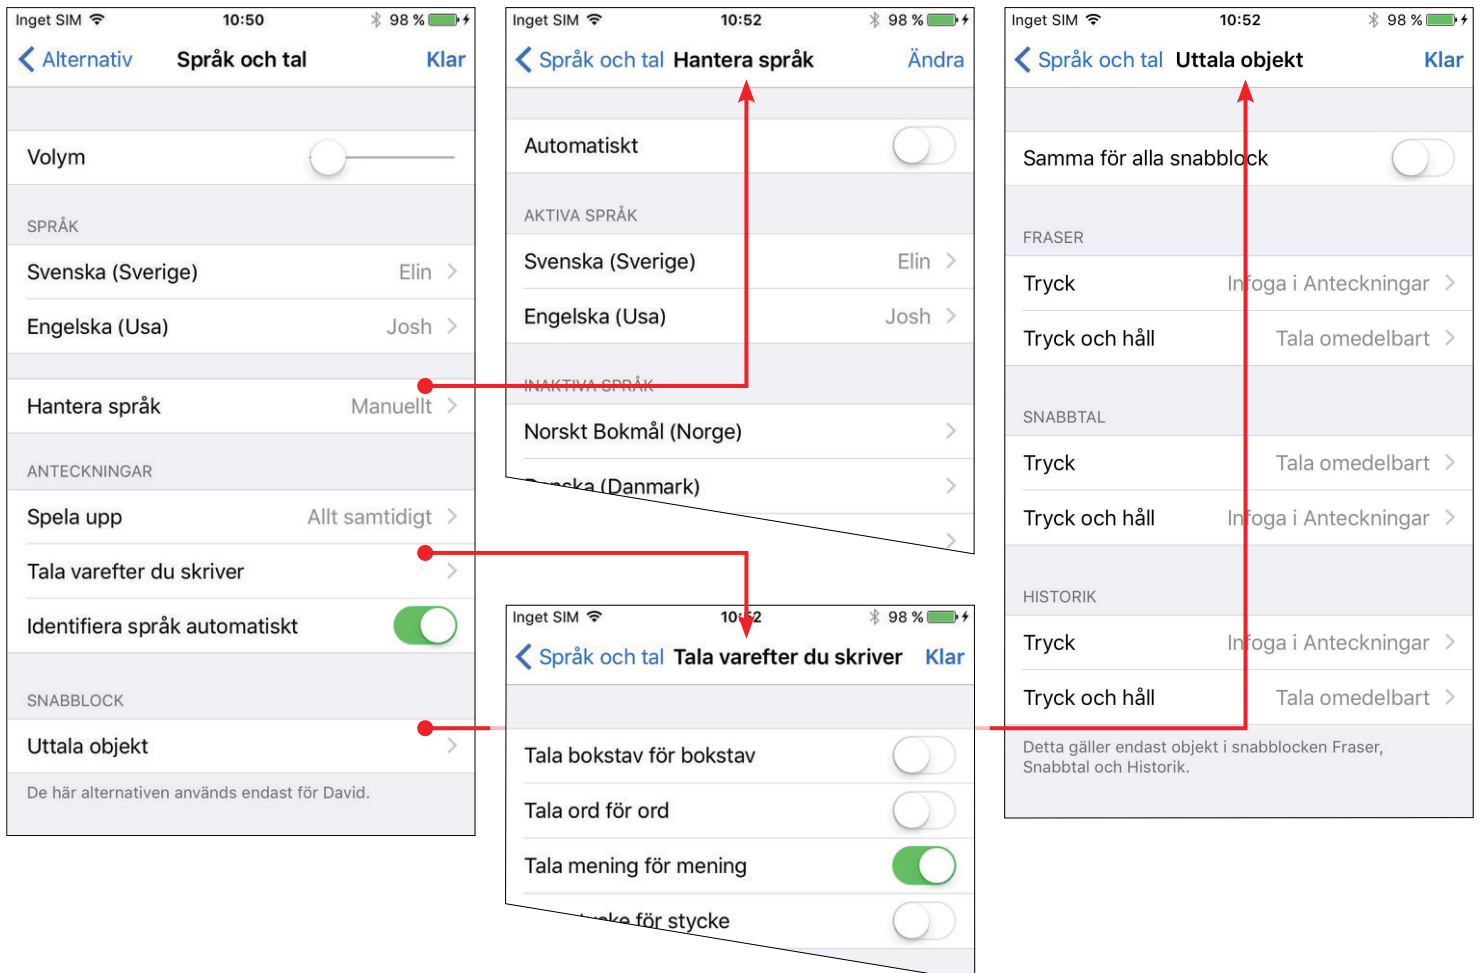 Inget SIM 10:50 98 %
Alternativ Språk och tal Klar
Volym
SPRÅK
Svenska (Sverige) Elin
Engelska (Usa) Josh
Hantera språk Manuellt
ANTECKNINGAR
Spela upp Allt samtidigt
Tala varefter du skriver
Identifiera språk automatiskt
SNABBLOCK
Uttala objekt
De här alternativen används endast för David.
Inget SIM 10:52 98 %
Språk och tal Hantera språk Ändra
Automatiskt
AKTIVA SPRÅK
Svenska (Sverige) Elin
Engelska (Usa) Josh
INAKTIVA SPRÅK
Norskt Bokmål (Norge)
Danska (Danmark)
Inget SIM 10:52 98 %
Språk och tal Tala varefter du skriver Klar
Tala bokstav för bokstav
Tala ord för ord
Tala mening för mening
för stycke
Inget SIM 10:52 98 %
Språk och tal Uttala objekt Klar
Samma för alla snabblock
FRASER
Tryck Infoga i Anteckningar
Tryck och håll Tala omedelbart
SNABBTAL
Tryck Tala omedelbart
Tryck och håll Infoga i Anteckningar
HISTORIK
Tryck Infoga i Anteckningar
Tryck och håll Tala omedelbart
Detta gäller endast objekt i snabblocken Fraser,
Snabbtal och Historik.